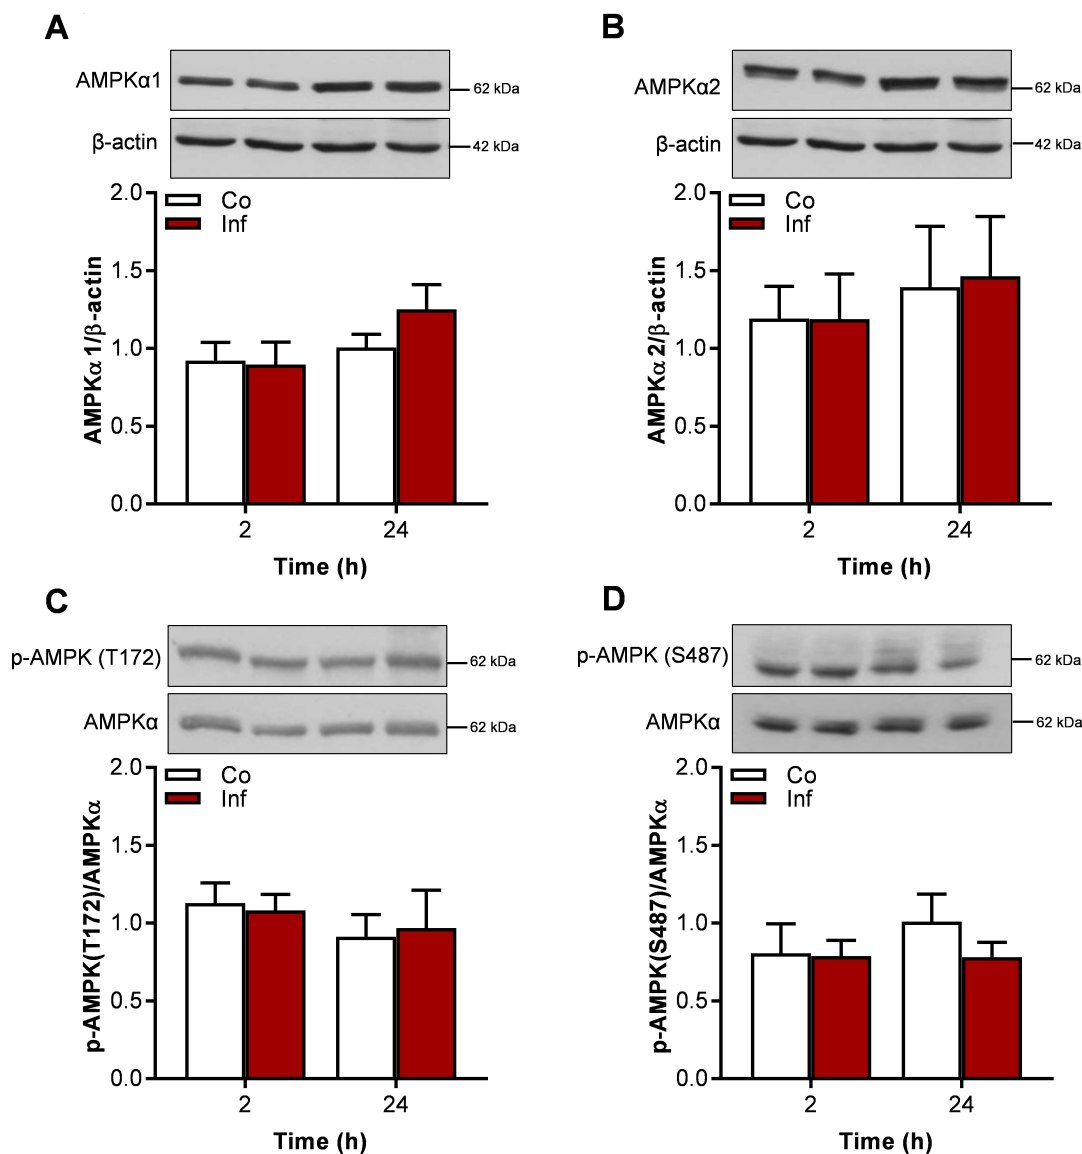 A
AMPKα1
62 kDa
β-actin
42 kDa
2.0
Co
Inf
1.5
1.0
0.5
0.0
AMPKα1/β-actin
2
24
Time (h)
B
AMPKα2
62 kDa
β-actin
42 kDa
2.0
Co
Inf
1.5
1.0
0.5
0.0
AMPKα2/β-actin
2
24
Time (h)
C
p-AMPK (T172)
62 kDa
AMPKα
62 kDa
2.0
Co
Inf
1.5
1.0
0.5
0.0
p-AMPK(T172)/AMPKα
2
24
Time (h)
D
p-AMPK (S487)
62 kDa
AMPKα
62 kDa
2.0
Co
Inf
1.5
1.0
0.5
0.0
p-AMPK(S487)/AMPKα
2
24
Time (h)